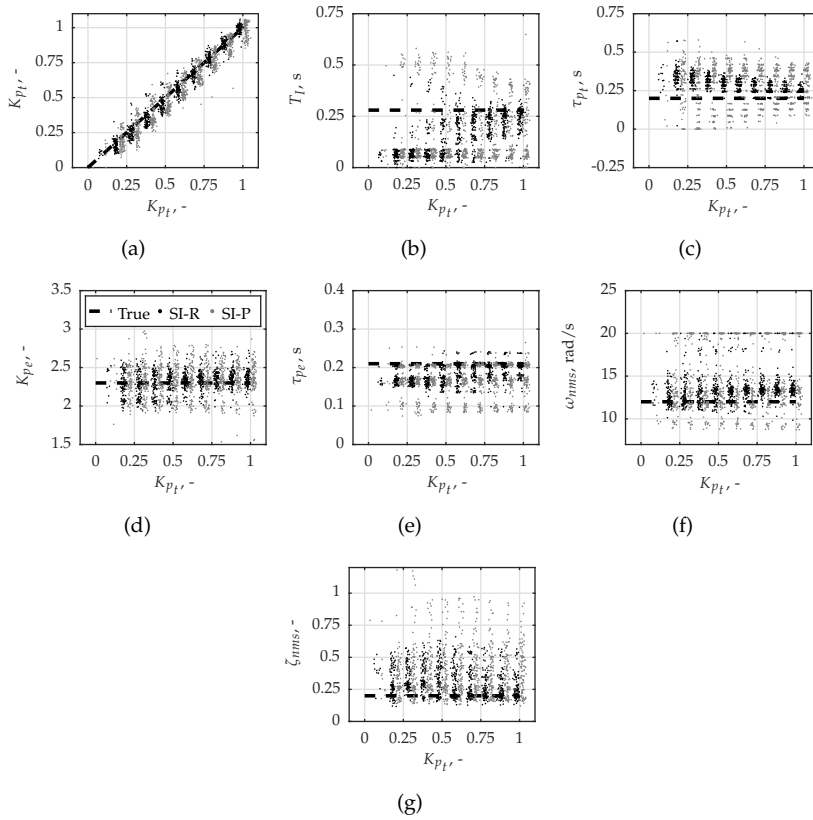 1
0.75
0.5
0.25
0
K_{p_t}, -
0 0.25 0.5 0.75 1
K_{p_t}, -
(a)
0.75
0.5
0.25
0
T_l, s
0 0.25 0.5 0.75 1
K_{p_t}, -
(b)
0.75
0.5
0.25
0
-0.25
τ_{p_t}, s
0 0.25 0.5 0.75 1
K_{p_t}, -
(c)
3.5
3
2.5
2
1.5
K_{p_e}, -
True SI-R SI-P
0 0.25 0.5 0.75 1
K_{p_t}, -
(d)
0.4
0.3
0.2
0.1
0
τ_{p_e}, s
0 0.25 0.5 0.75 1
K_{p_t}, -
(e)
25
20
15
10
ω_{nms}, rad/s
0 0.25 0.5 0.75 1
K_{p_t}, -
(f)
1
0.75
0.5
0.25
0
ζ_{nms}, -
0 0.25 0.5 0.75 1
K_{p_t}, -
(g)